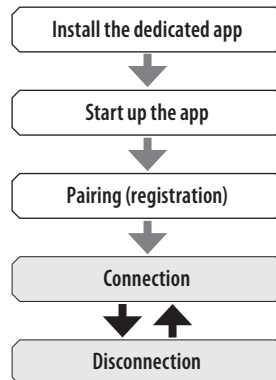 Install the dedicated app
Start up the app
Pairing (registration)
Connection
Disconnection